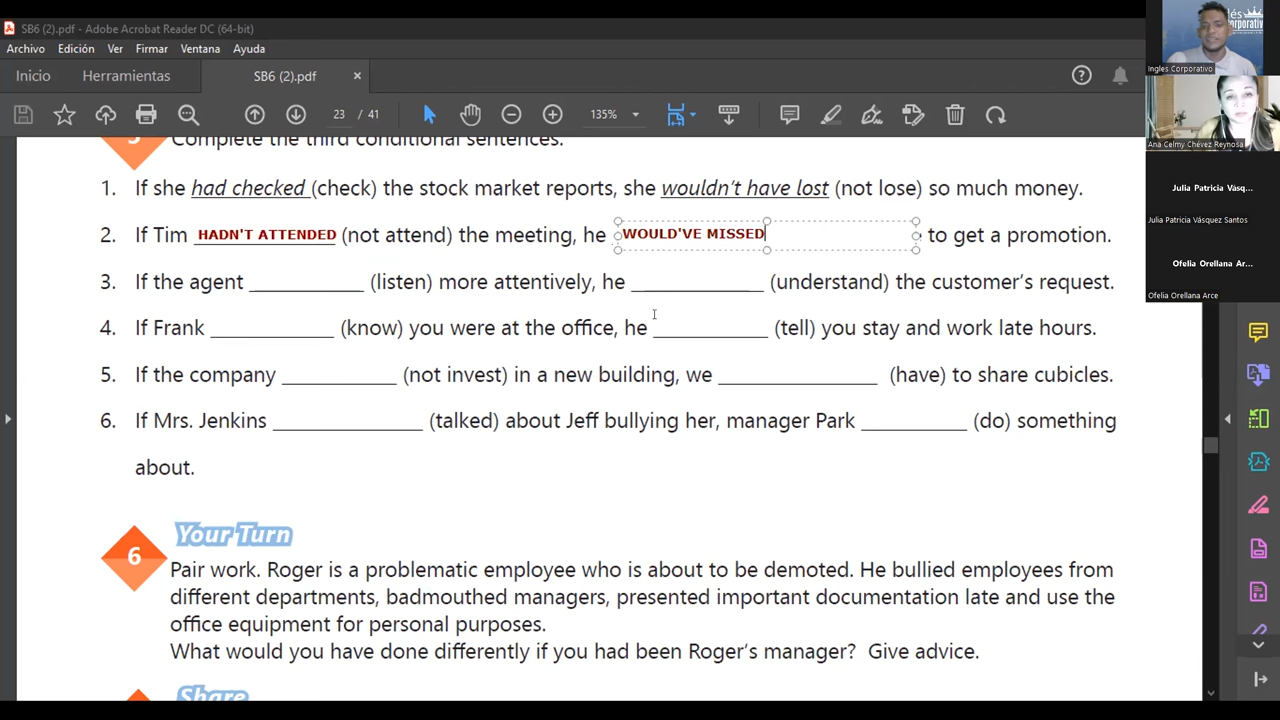 SB6 (2).pdf - Adobe Acrobat Reader DC (64-bit)
Archivo Edición Ver Firmar Ventana Ayuda
Inicio Herramientas SB6 (2).pdf ×
23 / 41 135%
Complete the third conditional sentences.
1. If she had checked (check) the stock market reports, she wouldn't have lost (not lose) so much money.
2. If Tim HADN'T ATTENDED (not attend) the meeting, he WOULD'VE MISSED to get a promotion.
3. If the agent ____________ (listen) more attentively, he ______________ (understand) the customer's request.
4. If Frank _____________ (know) you were at the office, he ____________ (tell) you stay and work late hours.
5. If the company ____________ (not invest) in a new building, we _________________ (have) to share cubicles.
6. If Mrs. Jenkins ________________ (talked) about Jeff bullying her, manager Park ___________ (do) something
about.
6 Your Turn
Pair work. Roger is a problematic employee who is about to be demoted. He bullied employees from
different departments, badmouthed managers, presented important documentation late and use the
office equipment for personal purposes.
What would you have done differently if you had been Roger's manager? Give advice.
Share
Ingles Corporativo
Ana Celmy Chévez Reynosa
Julia Patricia Vásq...
Julia Patricia Vásquez Santos
Ofelia Orellana Ar...
Ofelia Orellana Arce